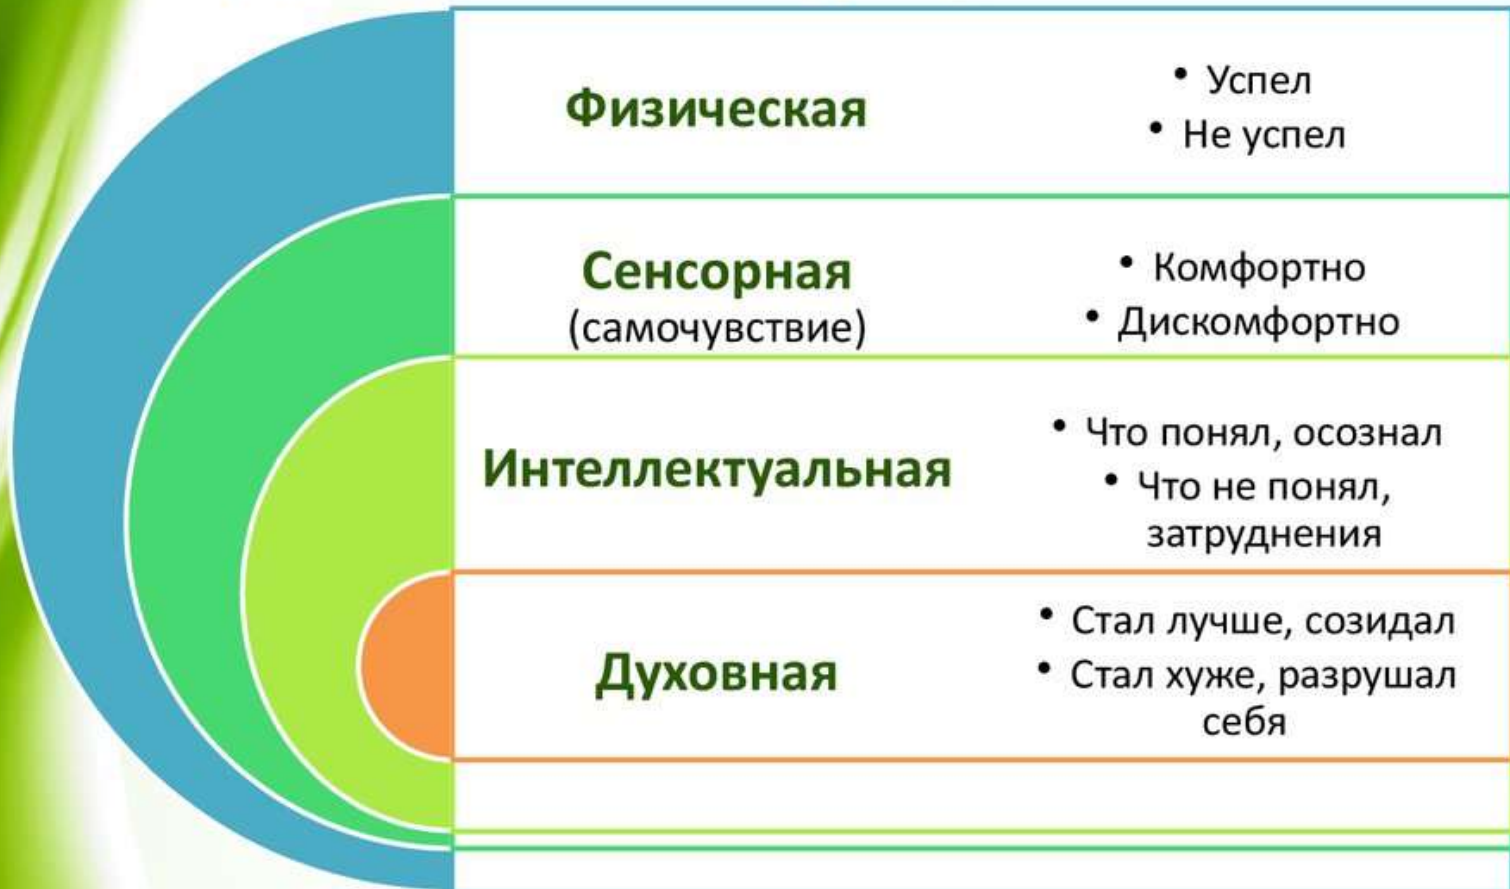 Физическая
• Успел
• Не успел
Сенсорная
(самочувствие)
• Комфортно
• Дискомфортно
Интеллектуальная
• Что понял, осознал
• Что не понял,
затруднения
Духовная
• Стал лучше, созидал
• Стал хуже, разрушал
себя